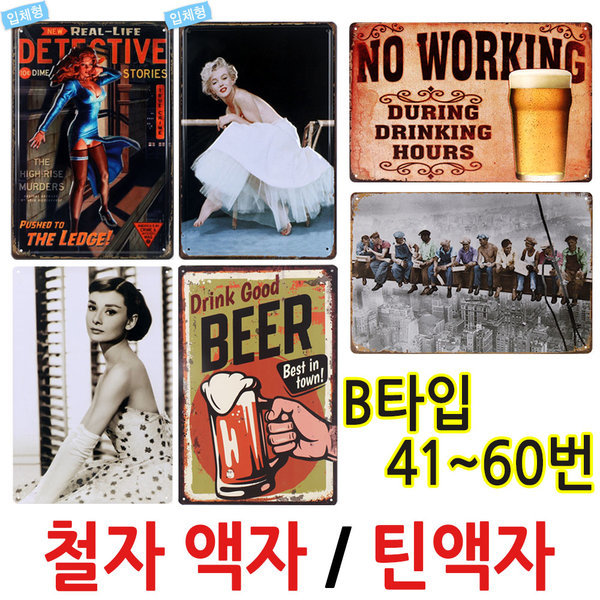 입체형
입체형
NEW REAL-LIFE
DETECTIVE
10¢ DIME STORIES
THE
HIGH-RISE
MURDERS
PUSHED TO
THE LEDGE!
NO WORKING
DURING
DRINKING
HOURS
Drink Good
BEER
Best in
town!
H
B타입
41~60번
철자 액자 / 틴액자